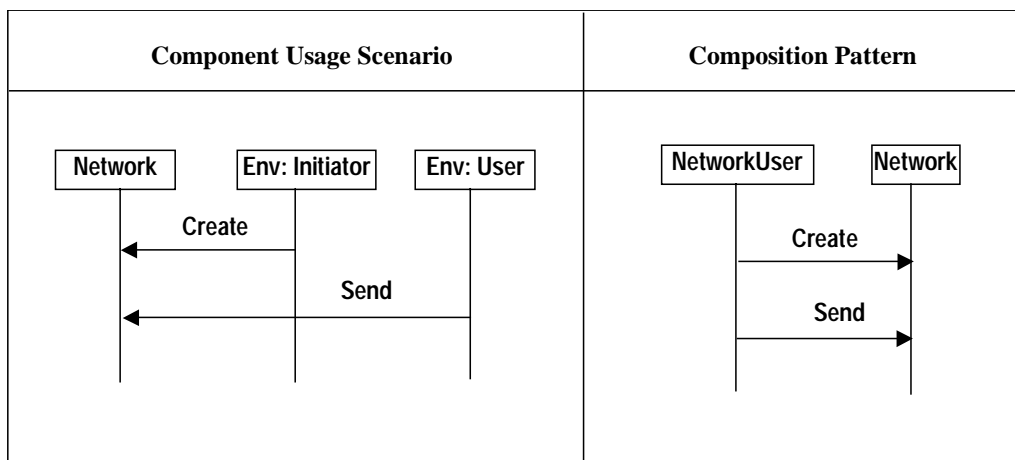 Component Usage Scenario
Composition Pattern
Network
Env: Initiator
Env: User
Create
Send
NetworkUser
Network
Create
Send